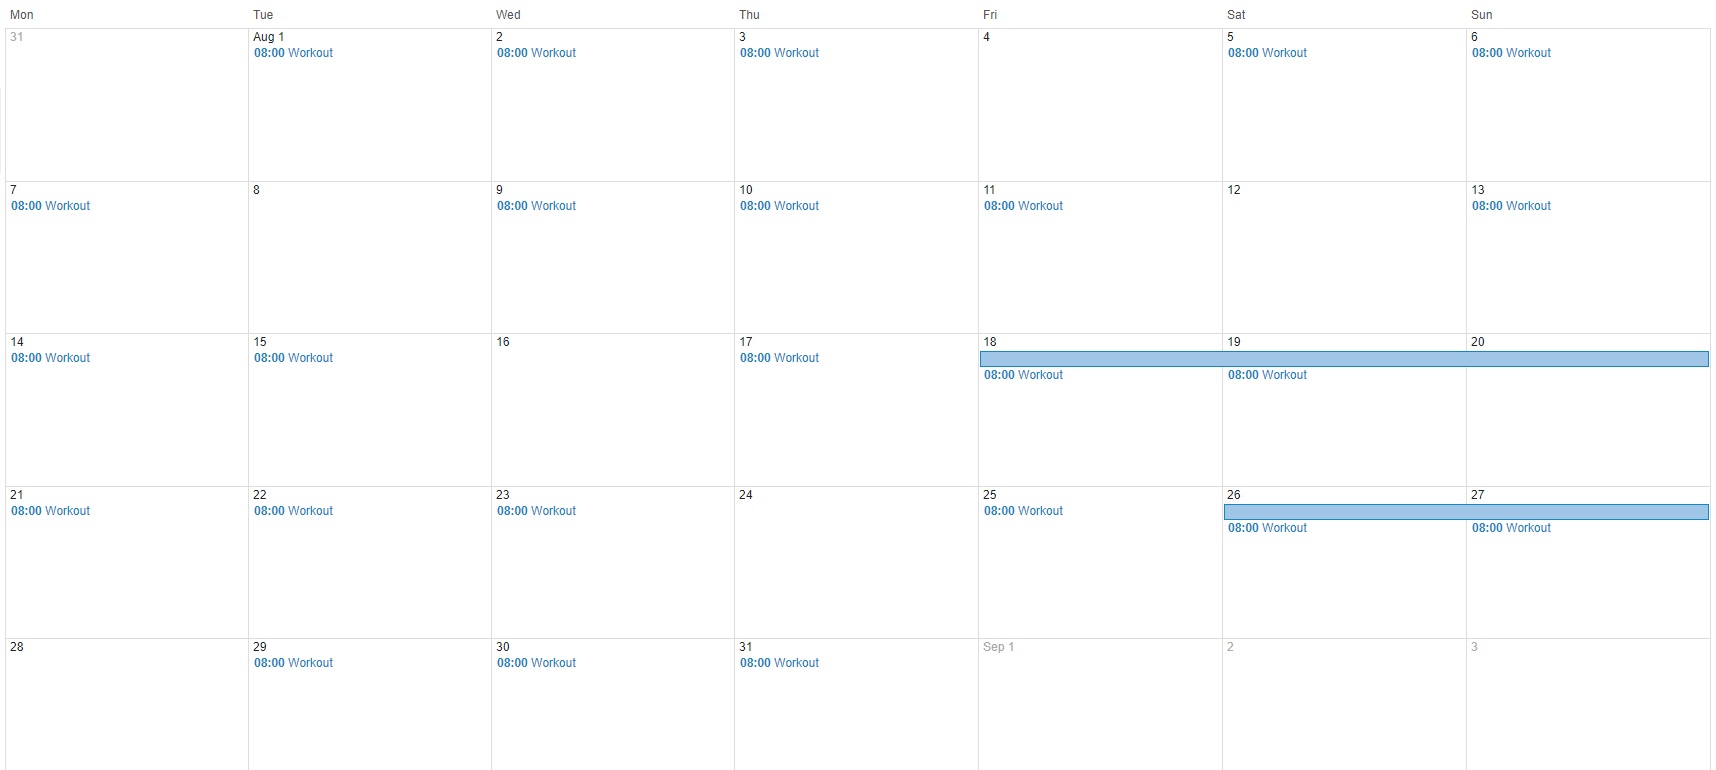 Mon Tue Wed Thu Fri Sat Sun
31 Aug 1 2 3 4 5 6
08:00 Workout 08:00 Workout 08:00 Workout 08:00 Workout 08:00 Workout
7 8 9 10 11 12 13
08:00 Workout 08:00 Workout 08:00 Workout 08:00 Workout 08:00 Workout
14 15 16 17 18 19 20
08:00 Workout 08:00 Workout 08:00 Workout
08:00 Workout 08:00 Workout
21 22 23 24 25 26 27
08:00 Workout 08:00 Workout 08:00 Workout 08:00 Workout
08:00 Workout 08:00 Workout
28 29 30 31 Sep 1 2 3
08:00 Workout 08:00 Workout 08:00 Workout